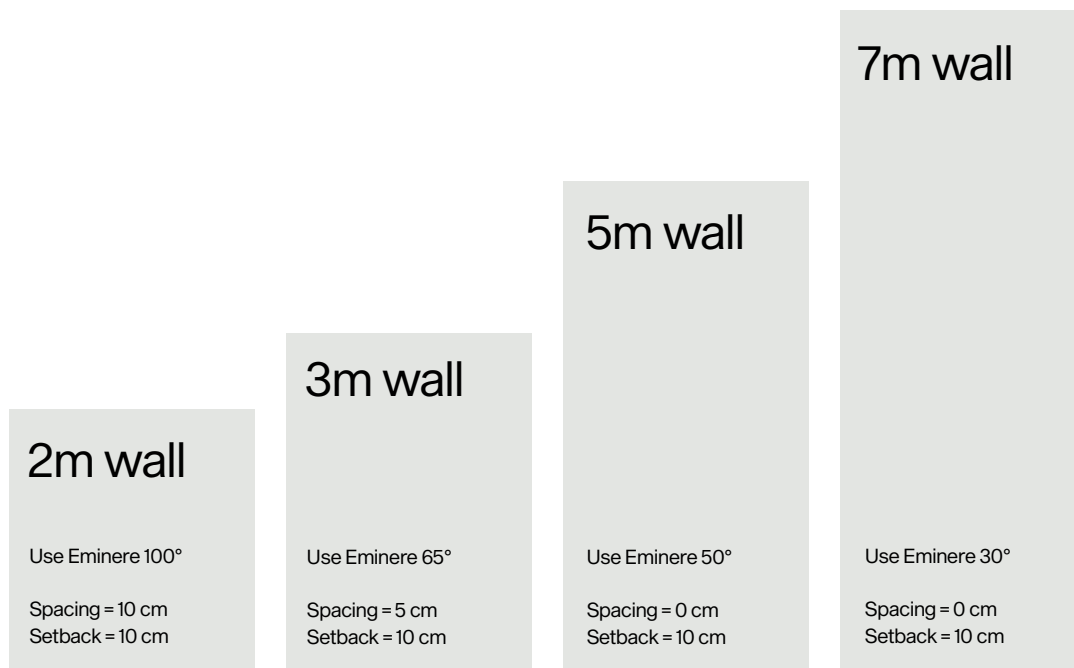 2m wall
Use Eminere 100°
Spacing = 10 cm
Setback = 10 cm
3m wall
Use Eminere 65°
Spacing = 5 cm
Setback = 10 cm
5m wall
Use Eminere 50°
Spacing = 0 cm
Setback = 10 cm
7m wall
Use Eminere 30°
Spacing = 0 cm
Setback = 10 cm